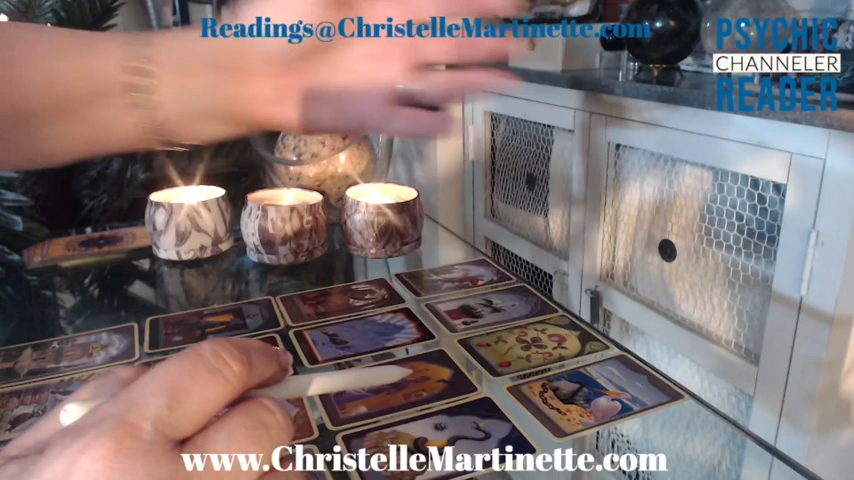 Readings@ChristelleMartinette.com
PSYCHIC
CHANNELER
READER
www.ChristelleMartinette.com